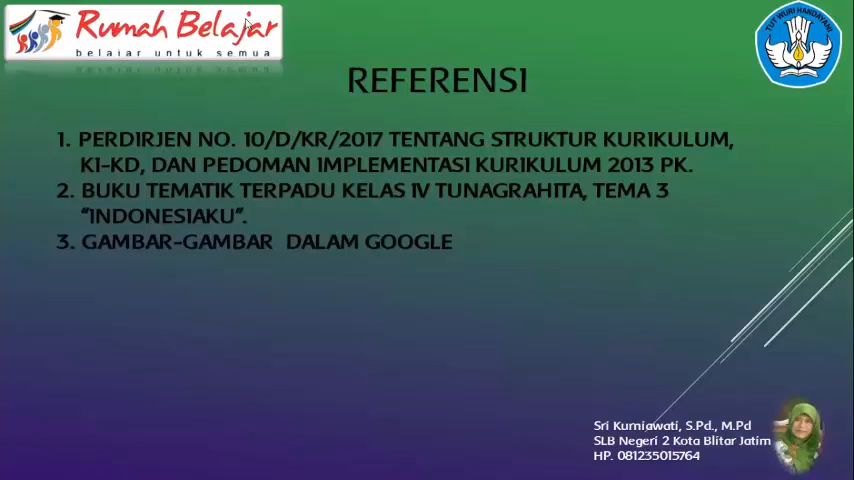 Rumah Belajar
belajar untuk semua
TUT WURI HANDAYANI
REFERENSI
1. PERDIRJEN NO. 10/D/KR/2017 TENTANG STRUKTUR KURIKULUM,
KI-KD, DAN PEDOMAN IMPLEMENTASI KURIKULUM 2013 PK.
2. BUKU TEMATIK TERPADU KELAS IV TUNAGRAHITA, TEMA 3
“INDONESIAKU”.
3. GAMBAR-GAMBAR DALAM GOOGLE
Sri Kurniawati, S.Pd., M.Pd
SLB Negeri 2 Kota Blitar Jatim
HP. 081235015764